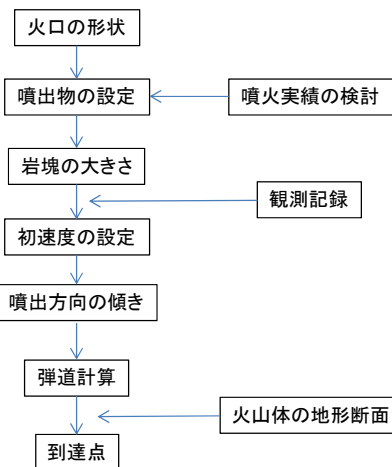 火口の形状
噴出物の設定
噴火実績の検討
岩塊の大きさ
観測記録
初速度の設定
噴出方向の傾き
弾道計算
火山体の地形断面
到達点